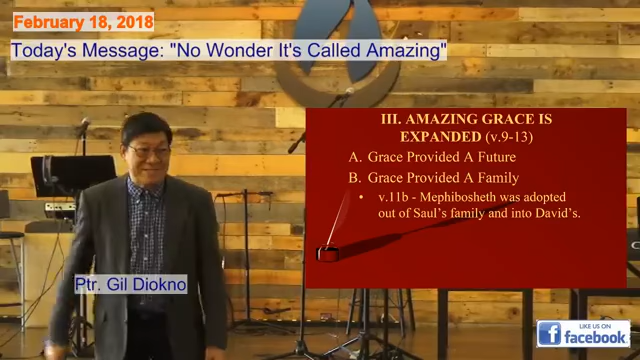 February 18, 2018
Today's Message: "No Wonder It's Called Amazing"
III. AMAZING GRACE IS
EXPANDED (v.9-13)
A. Grace Provided A Future
B. Grace Provided A Family
• v.11b - Mephibosheth was adopted
out of Saul's family and into David's.
Ptr. Gil Diokno
LIKE US ON
facebook